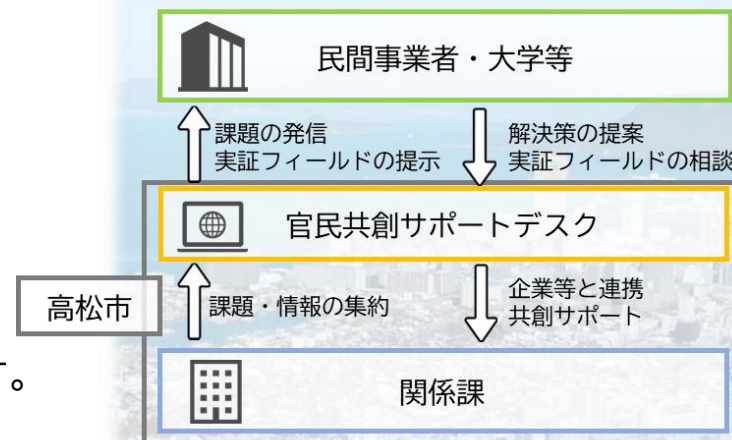 民間事業者・大学等
課題の発信
実証フィールドの提示
解決策の提案
実証フィールドの相談
官民共創サポートデスク
高松市
課題・情報の集約
企業等と連携
共創サポート
。
関係課